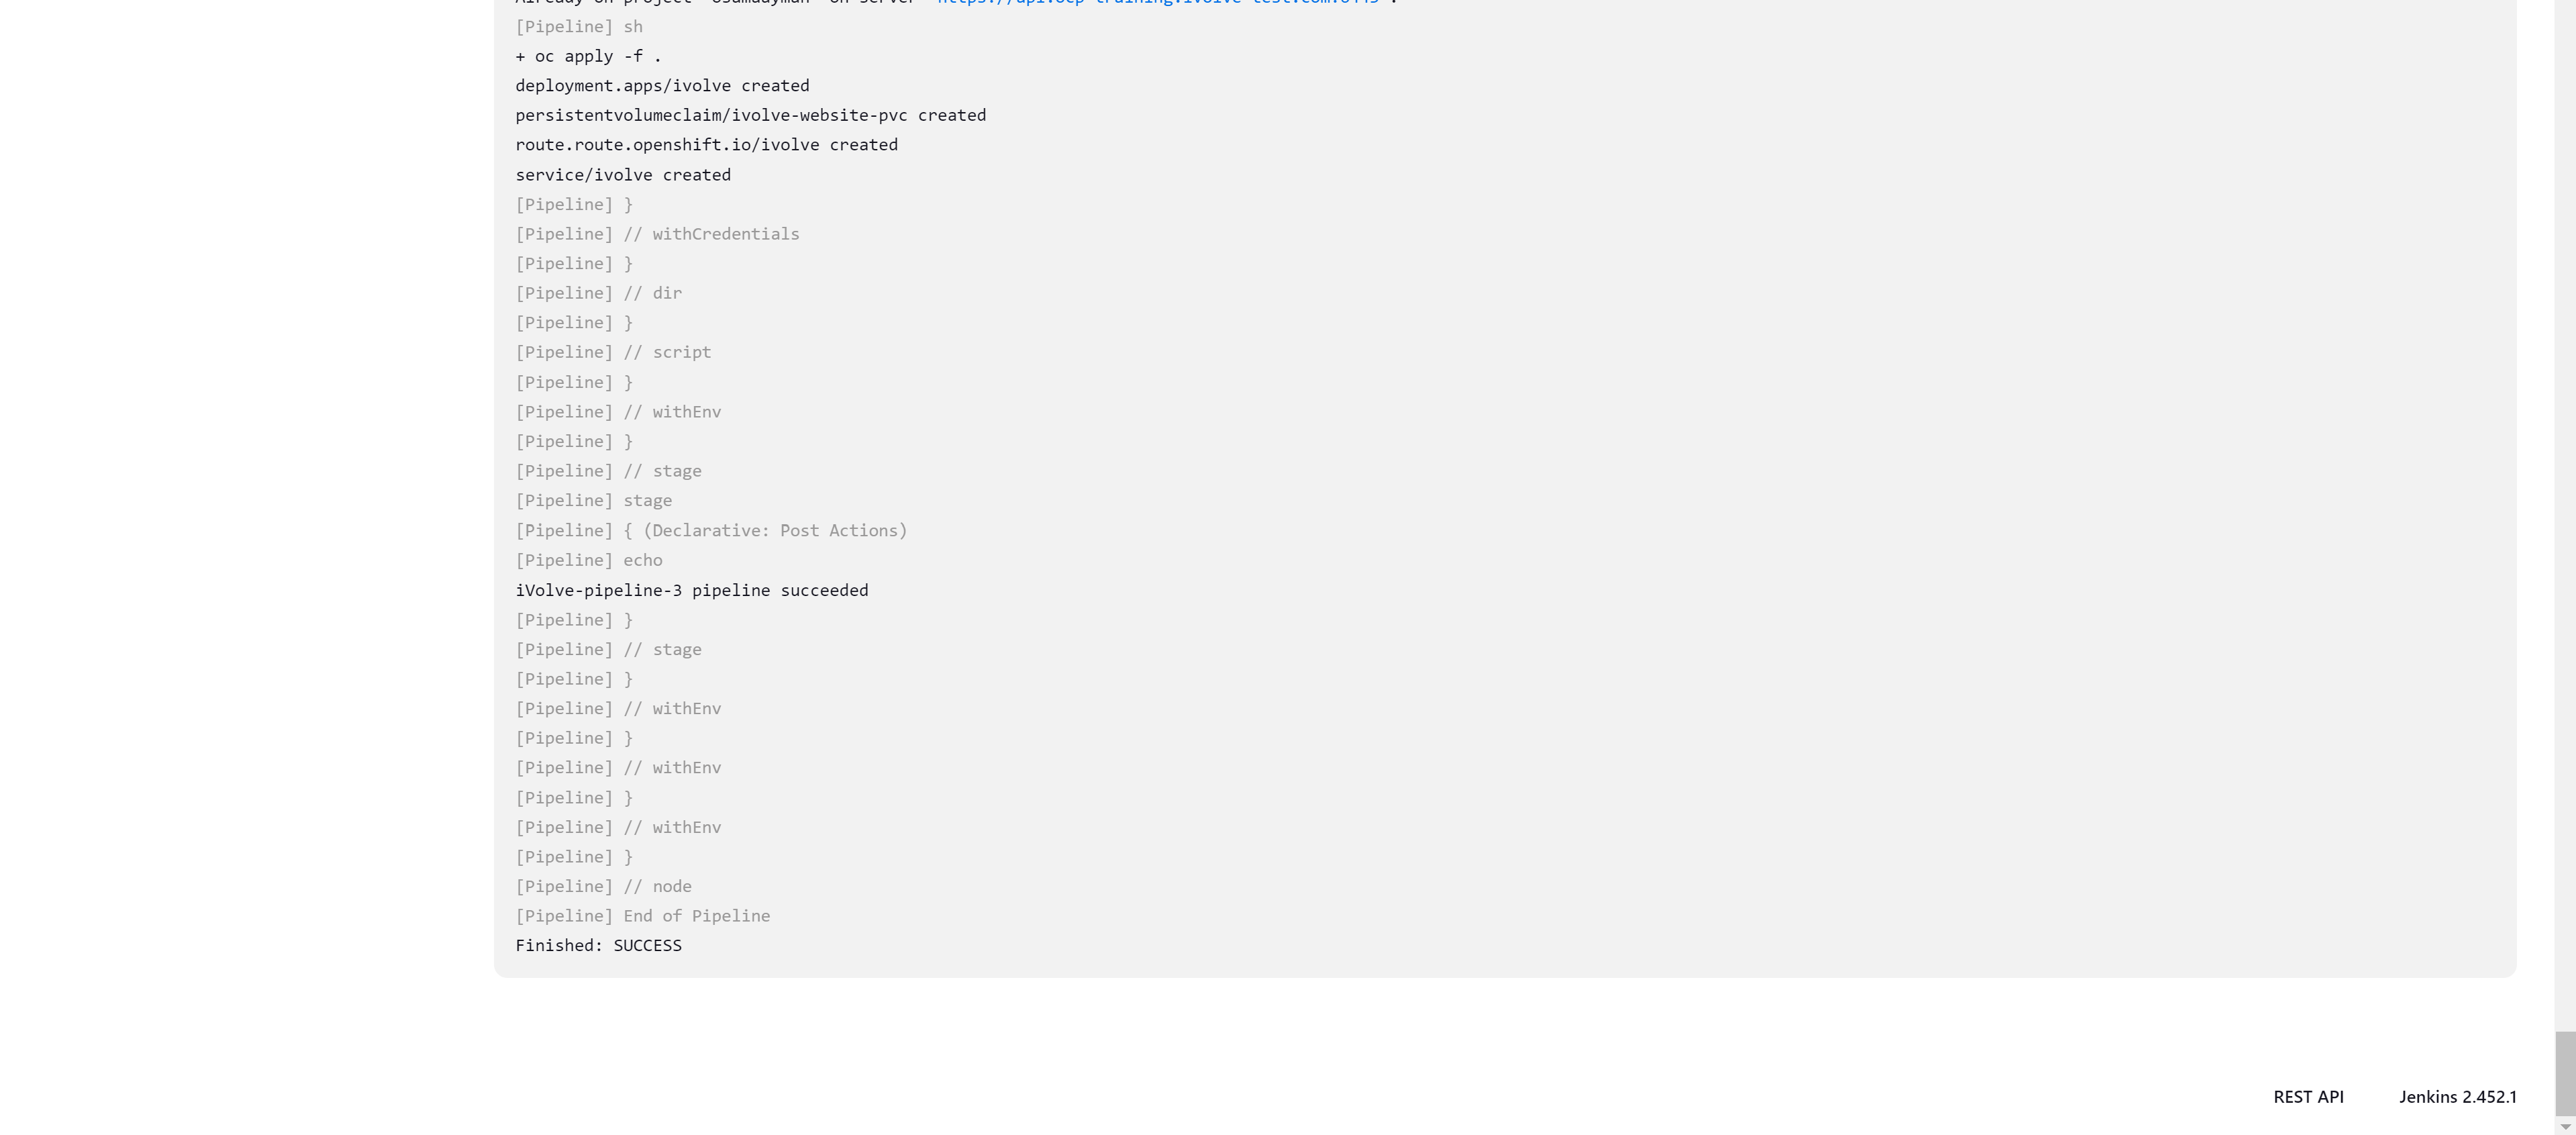 [Pipeline] sh
+ oc apply -f .
deployment.apps/ivolve created
persistentvolumeclaim/ivolve-website-pvc created
route.route.openshift.io/ivolve created
service/ivolve created
[Pipeline] }
[Pipeline] // withCredentials
[Pipeline] }
[Pipeline] // dir
[Pipeline] }
[Pipeline] // script
[Pipeline] }
[Pipeline] // withEnv
[Pipeline] }
[Pipeline] // stage
[Pipeline] stage
[Pipeline] { (Declarative: Post Actions)
[Pipeline] echo
iVolve-pipeline-3 pipeline succeeded
[Pipeline] }
[Pipeline] // stage
[Pipeline] }
[Pipeline] // withEnv
[Pipeline] }
[Pipeline] // withEnv
[Pipeline] }
[Pipeline] // withEnv
[Pipeline] }
[Pipeline] // node
[Pipeline] End of Pipeline
Finished: SUCCESS
REST API Jenkins 2.452.1